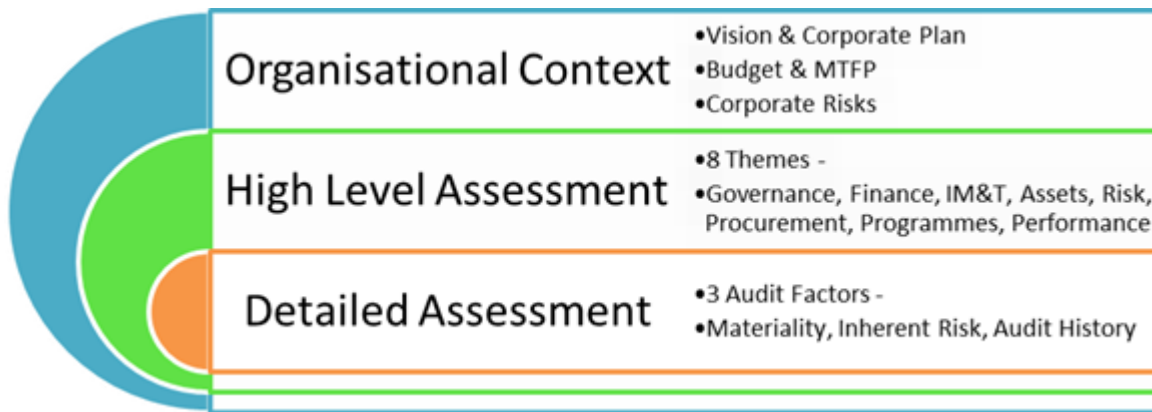 Organisational Context
•Vision & Corporate Plan
•Budget & MTFP
•Corporate Risks
High Level Assessment
•8 Themes -
•Governance, Finance, IM&T, Assets, Risk,
Procurement, Programmes, Performance
Detailed Assessment
•3 Audit Factors -
•Materiality, Inherent Risk, Audit History